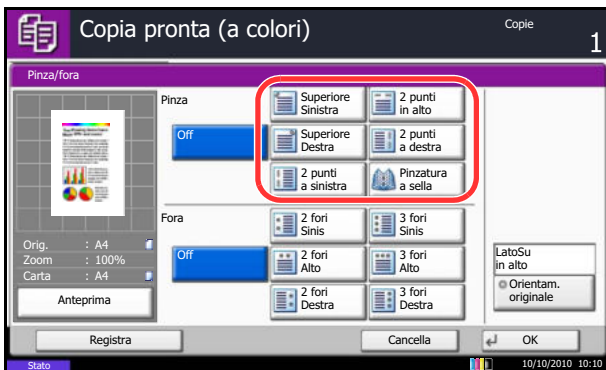 Copia pronta (a colori)
Copie
1
Pinza/fora
Pinza
Off
Superiore
Sinistra
2 punti
in alto
Superiore
Destra
2 punti
a destra
2 punti
a sinistra
Pinzatura
a sella
Fora
Off
2 fori
Sinis
3 fori
Sinis
2 fori
Alto
3 fori
Alto
2 fori
Destra
3 fori
Destra
Orig. : A4
Zoom : 100%
Carta : A4
Anteprima
LatoSu
in alto
Orientam.
originale
Registra
Cancella
OK
Stato
10/10/2010 10:10